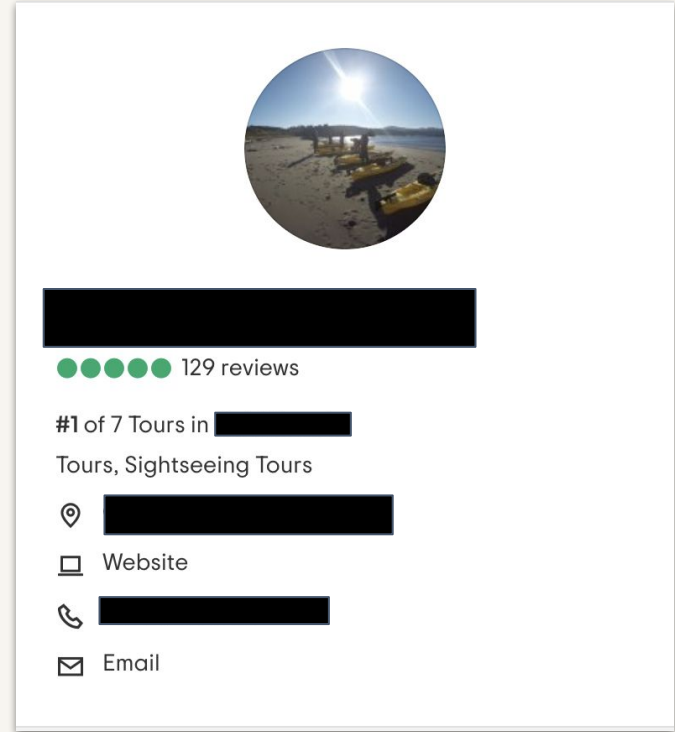 129 reviews
#1 of 7 Tours in
Tours, Sightseeing Tours
Website
Email